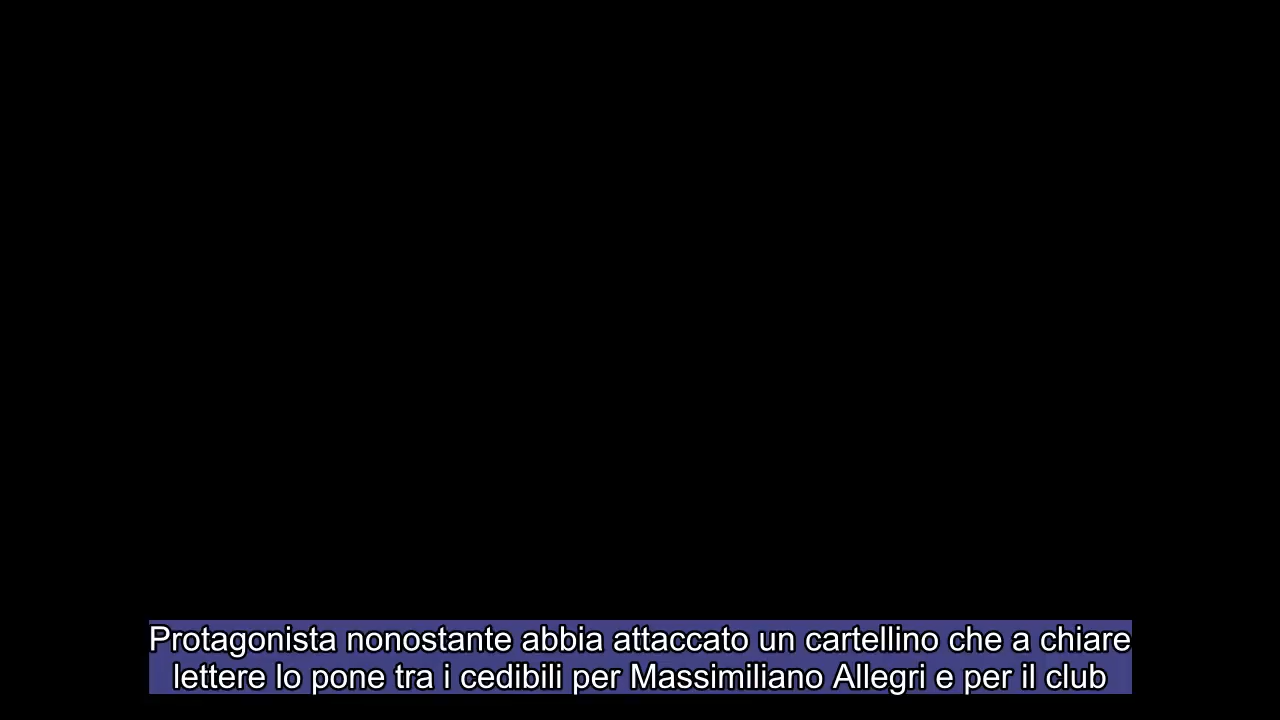 Protagonista nonostante abbia attaccato un cartellino che a chiare
lettere lo pone tra i cedibili per Massimiliano Allegri e per il club